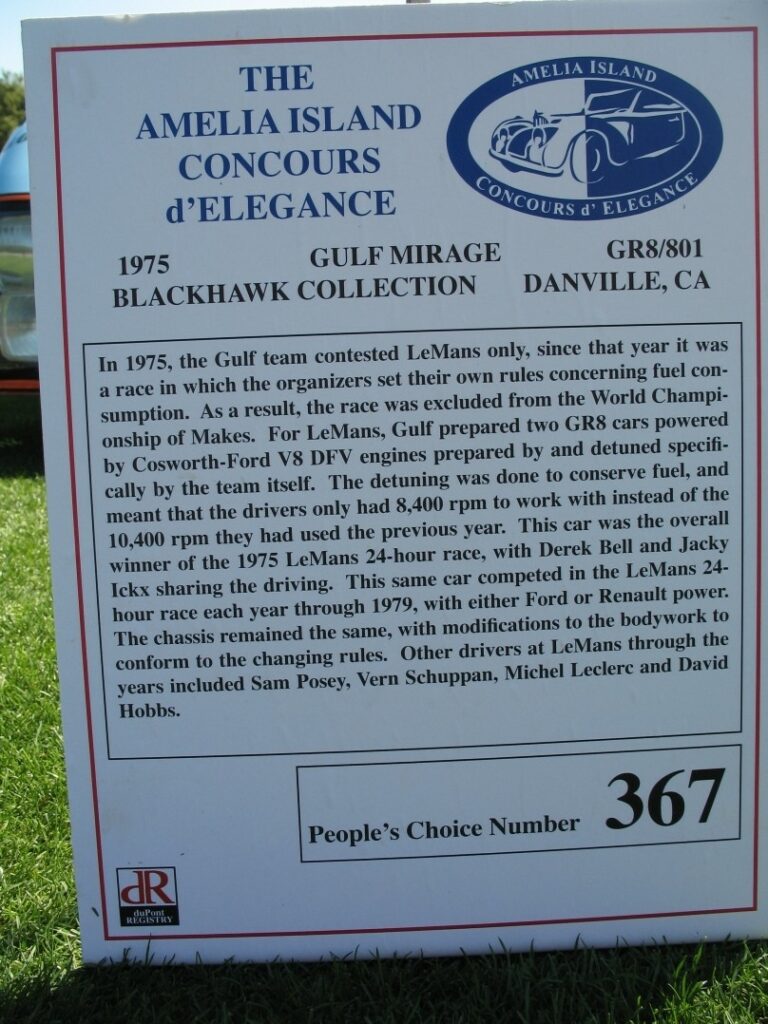 THE
AMELIA ISLAND
CONCOURS
d'ELEGANCE
AMELIA ISLAND
CONCOURS d' ELEGANCE
1975 GULF MIRAGE GR8/801
BLACKHAWK COLLECTION DANVILLE, CA
In 1975, the Gulf team contested LeMans only, since that year it was
a race in which the organizers set their own rules concerning fuel con-
sumption. As a result, the race was excluded from the World Champi-
onship of Makes. For LeMans, Gulf prepared two GR8 cars powered
by Cosworth-Ford V8 DFV engines prepared by and detuned specifi-
cally by the team itself. The detuning was done to conserve fuel, and
meant that the drivers only had 8,400 rpm to work with instead of the
10,400 rpm they had used the previous year. This car was the overall
winner of the 1975 LeMans 24-hour race, with Derek Bell and Jacky
Ickx sharing the driving. This same car competed in the LeMans 24-
hour race each year through 1979, with either Ford or Renault power.
The chassis remained the same, with modifications to the bodywork to
conform to the changing rules. Other drivers at LeMans through the
years included Sam Posey, Vern Schuppan, Michel Leclerc and David
Hobbs.
People's Choice Number 367
dR
duPont
REGISTRY